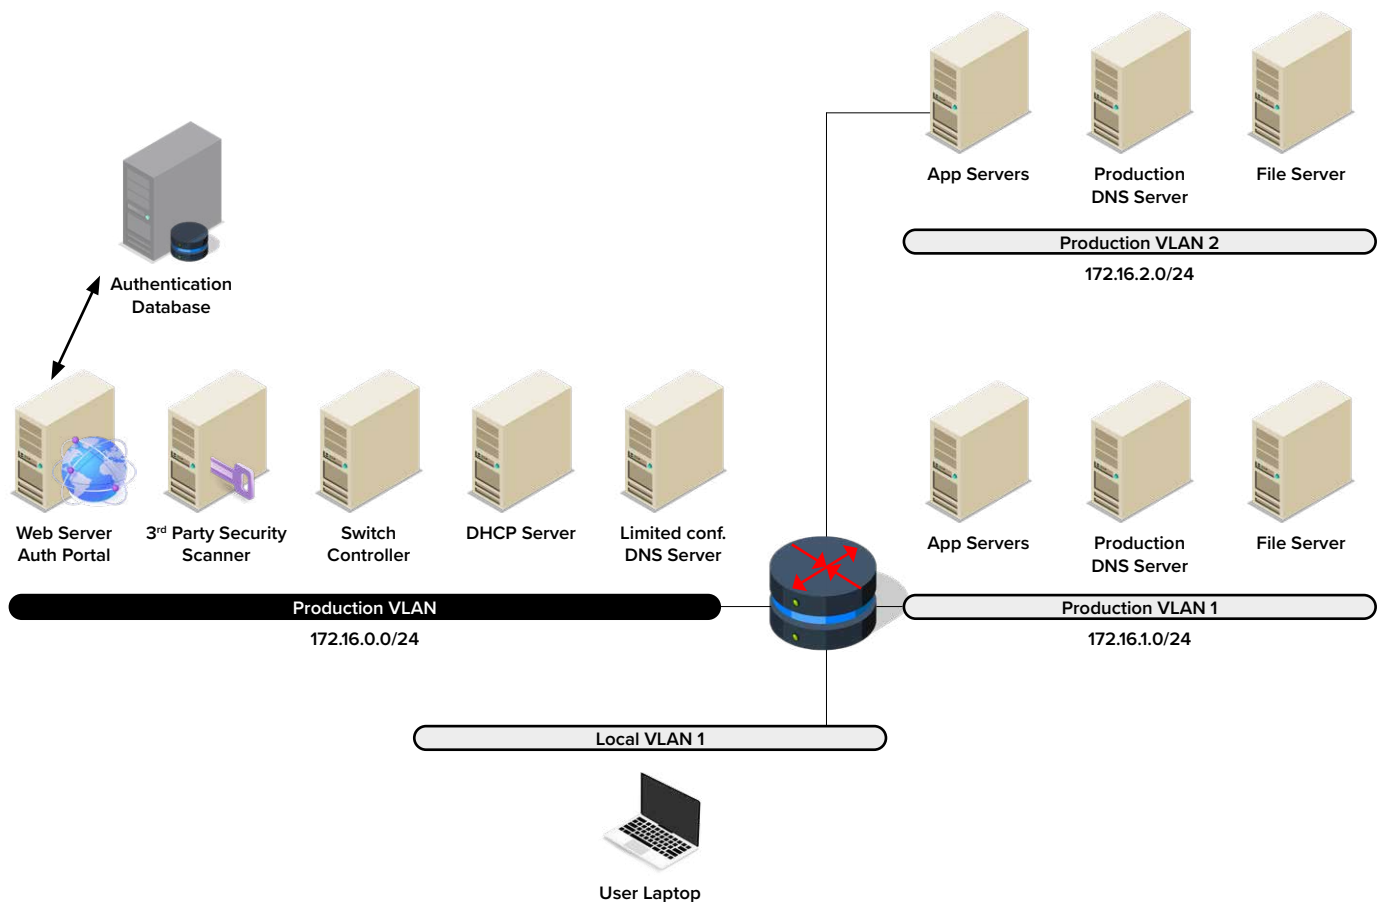 App Servers
Production
DNS Server
File Server
Production VLAN 2
172.16.2.0/24
Authentication
Database
Web Server
Auth Portal
3rd Party Security
Scanner
Switch
Controller
DHCP Server
Limited conf.
DNS Server
App Servers
Production
DNS Server
File Server
Production VLAN
172.16.0.0/24
Production VLAN 1
172.16.1.0/24
Local VLAN 1
User Laptop